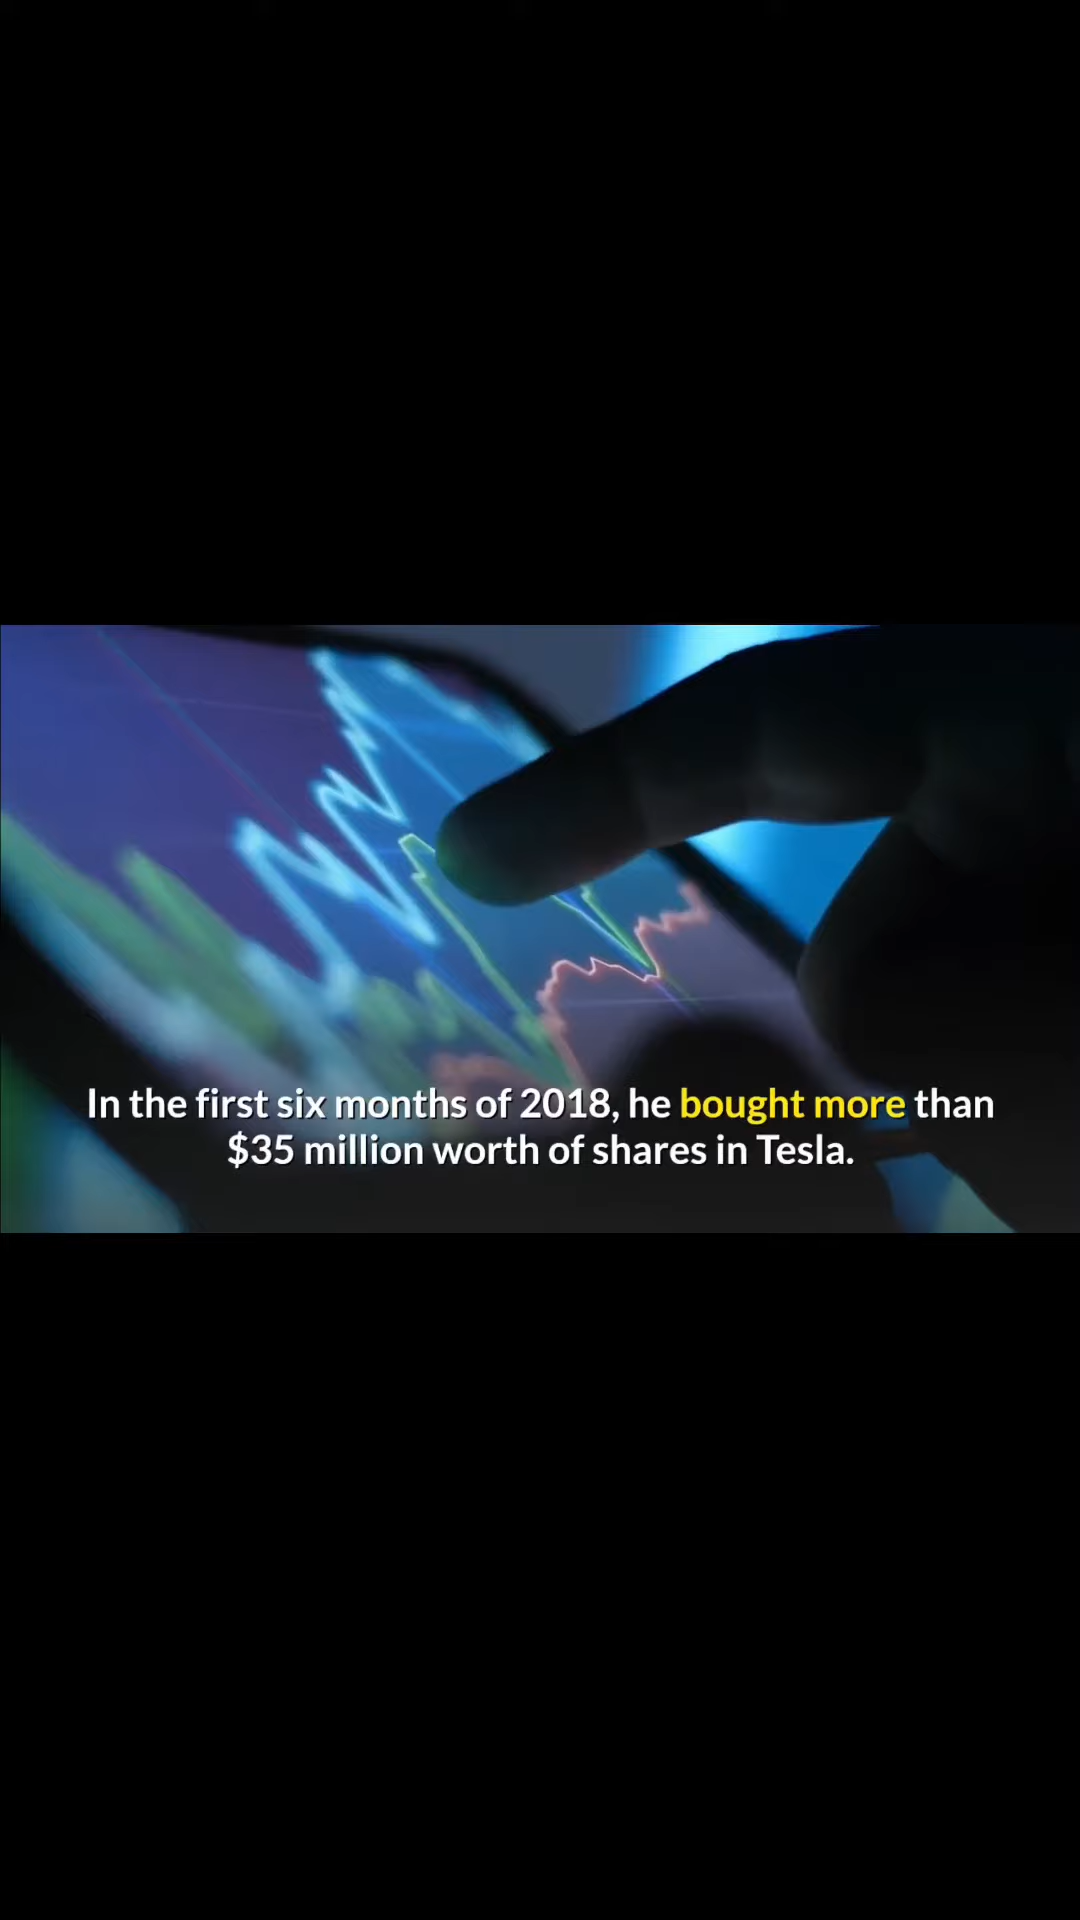 In the first six months of 2018, he bought more than
$35 million worth of shares in Tesla.